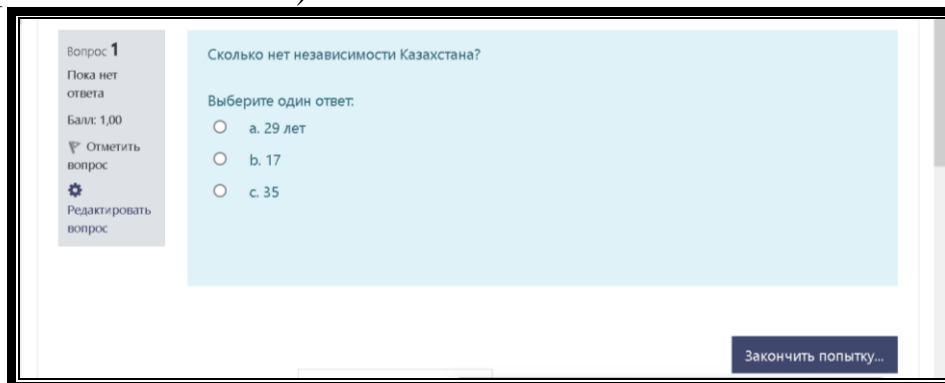 Вопрос 1
Пока нет
ответа
Балл: 1,00
Отметить
вопрос
Редактировать
вопрос
Сколько нет независимости Казахстана?
Выберите один ответ:
a. 29 лет
b. 17
c. 35
Закончить попытку...